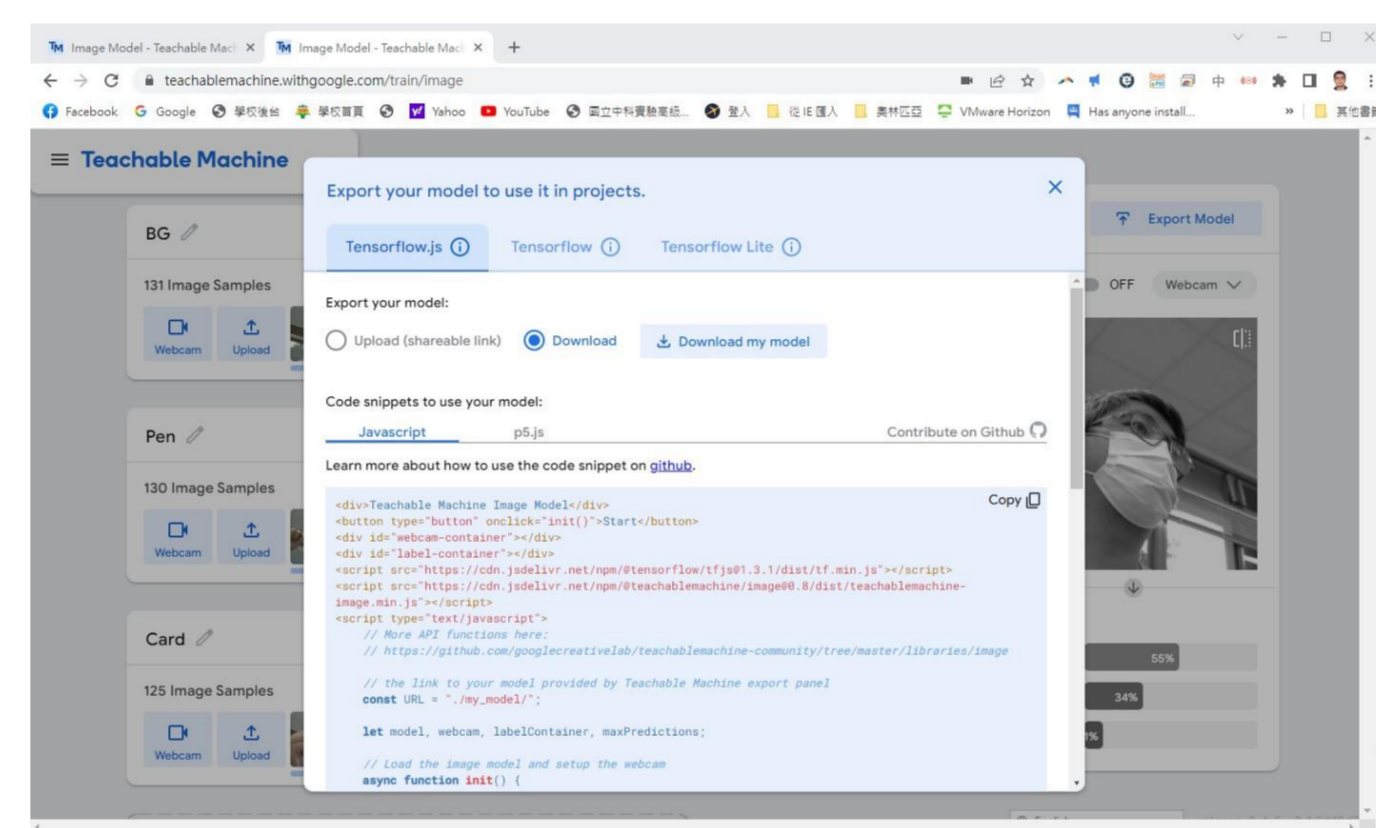 Image Model - Teachable Mac
Image Model - Teachable Mac
teachablemachine.withgoogle.com/train/image
中
Facebook Google 學校後台 學校首頁 Yahoo YouTube 國立中科實驗高級... 登入 從 IE 匯入 奧林匹亞 VMware Horizon Has anyone install... » 其他書籤
Teachable Machine
Export your model to use it in projects.
Export Model
BG
Tensorflow.js Tensorflow Tensorflow Lite
131 Image Samples
OFF Webcam
Export your model:
Webcam Upload
Upload (shareable link) Download Download my model
Code snippets to use your model:
Pen
Javascript p5.js Contribute on Github
Learn more about how to use the code snippet on github.
130 Image Samples
Copy
<div>Teachable Machine Image Model</div>
<button type="button" onclick="init()">Start</button>
<div id="webcam-container"></div>
<div id="label-container"></div>
Webcam Upload
<script src="https://cdn.jsdelivr.net/npm/@tensorflow/tfjs@1.3.1/dist/tf.min.js"></script>
<script src="https://cdn.jsdelivr.net/npm/@teachablemachine/image@0.8/dist/teachablemachine-
image.min.js"></script>
<script type="text/javascript">
// More API functions here:
// https://github.com/googlecreativelab/teachablemachine-community/tree/master/libraries/image
Card
55%
// the link to your model provided by Teachable Machine export panel
125 Image Samples
const URL = "./my_model/";
34%
let model, webcam, labelContainer, maxPredictions;
Webcam Upload
// Load the image model and setup the webcam
async function init() {